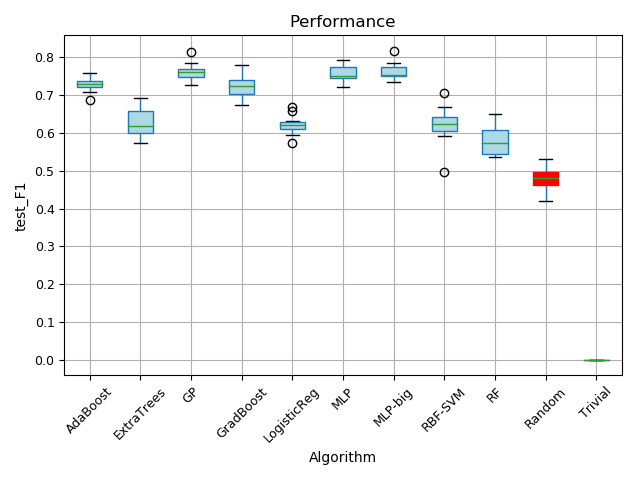 Performance
test_F1
0.8
0.7
0.6
0.5
0.4
0.3
0.2
0.1
0.0
AdaBoost
ExtraTrees
GP
GradBoost
LogisticReg
MLP
MLP-big
RBF-SVM
RF
Random
Trivial
Algorithm